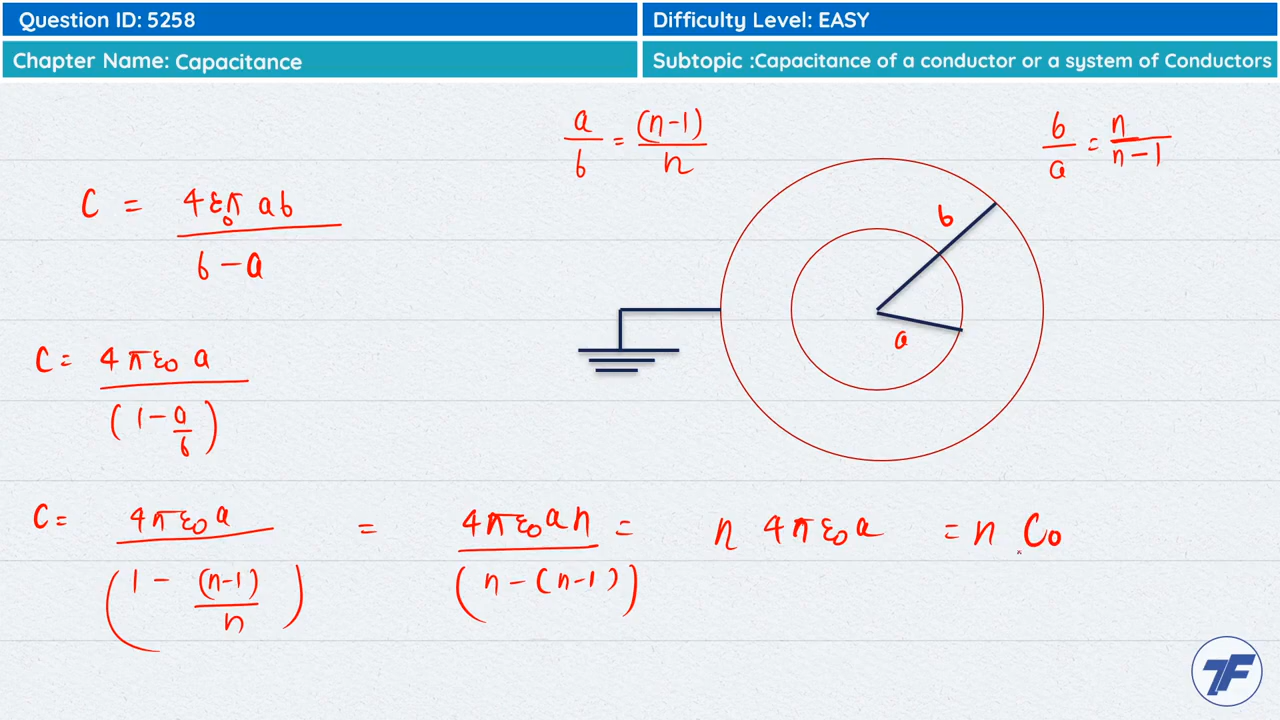 Question ID: 5258
Difficulty Level: EASY
Chapter Name: Capacitance
Subtopic :Capacitance of a conductor or a system of Conductors
a/b = (n-1)/n
b/a = n/n-1
C = 4ε₀π ab / b-a
b
a
C = 4πε₀ a / (1 - a/b)
C = 4πε₀a / (1 - (n-1)/n) = 4πε₀an / (n-(n-1)) = n 4πε₀a = n C₀
7F